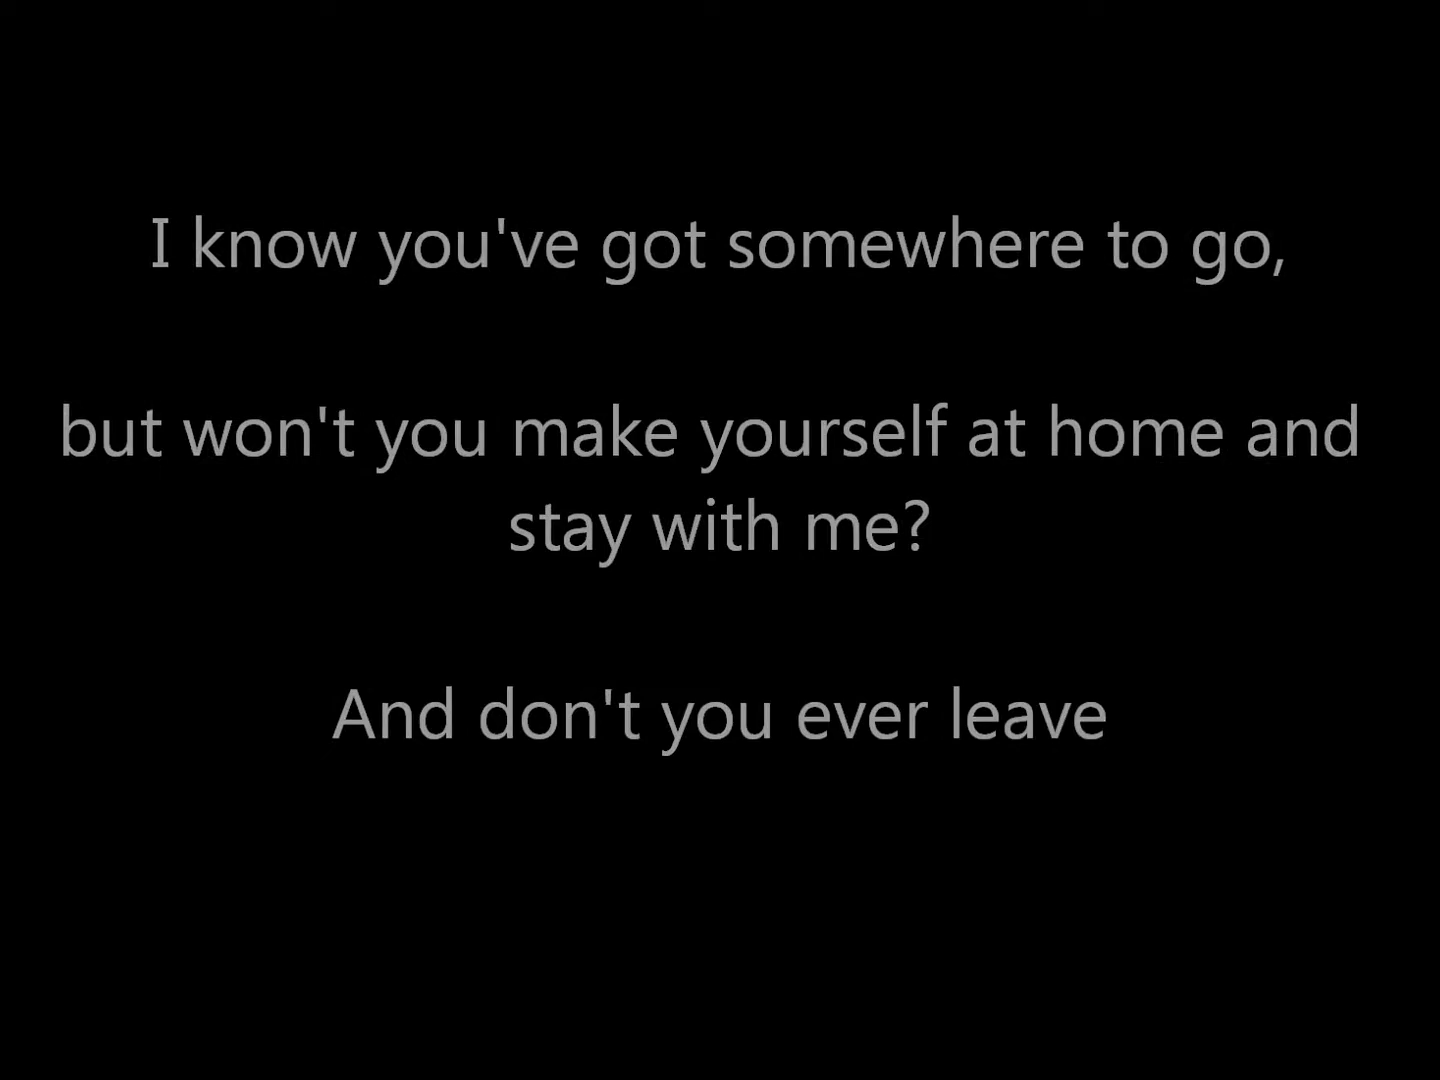 I know you've got somewhere to go,
but won't you make yourself at home and
stay with me?
And don't you ever leave